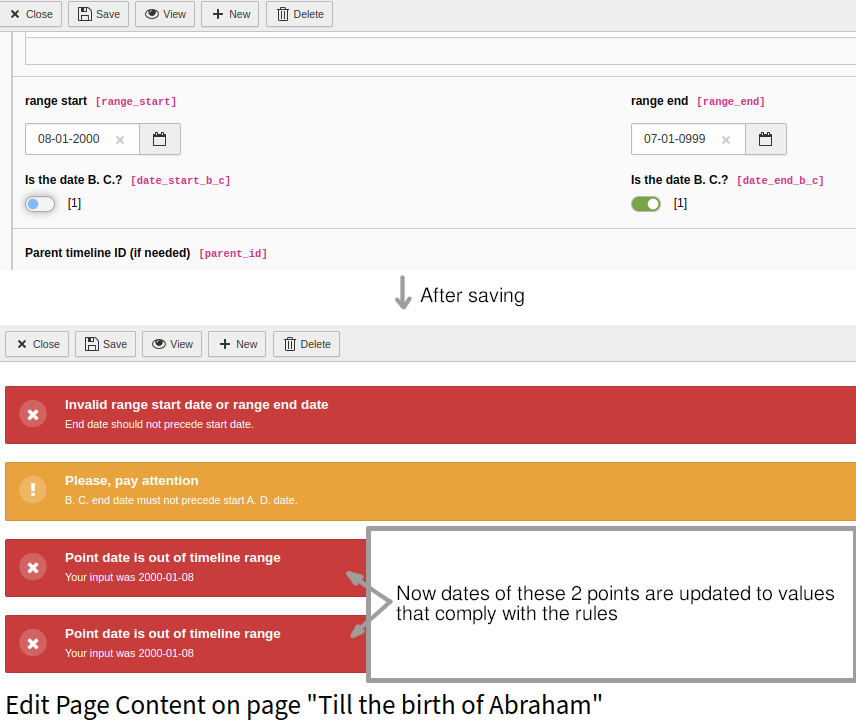 Close Save View New Delete
range start [range_start] range end [range_end]
08-01-2000 07-01-0999
Is the date B. C.? [date_start_b_c] Is the date B. C.? [date_end_b_c]
[1] [1]
Parent timeline ID (if needed) [parent_id]
After saving
Close Save View New Delete
Invalid range start date or range end date
End date should not precede start date.
Please, pay attention
B. C. end date must not precede start A. D. date.
Point date is out of timeline range
Your input was 2000-01-08
Now dates of these 2 points are updated to values
that comply with the rules
Point date is out of timeline range
Your input was 2000-01-08
Edit Page Content on page "Till the birth of Abraham"